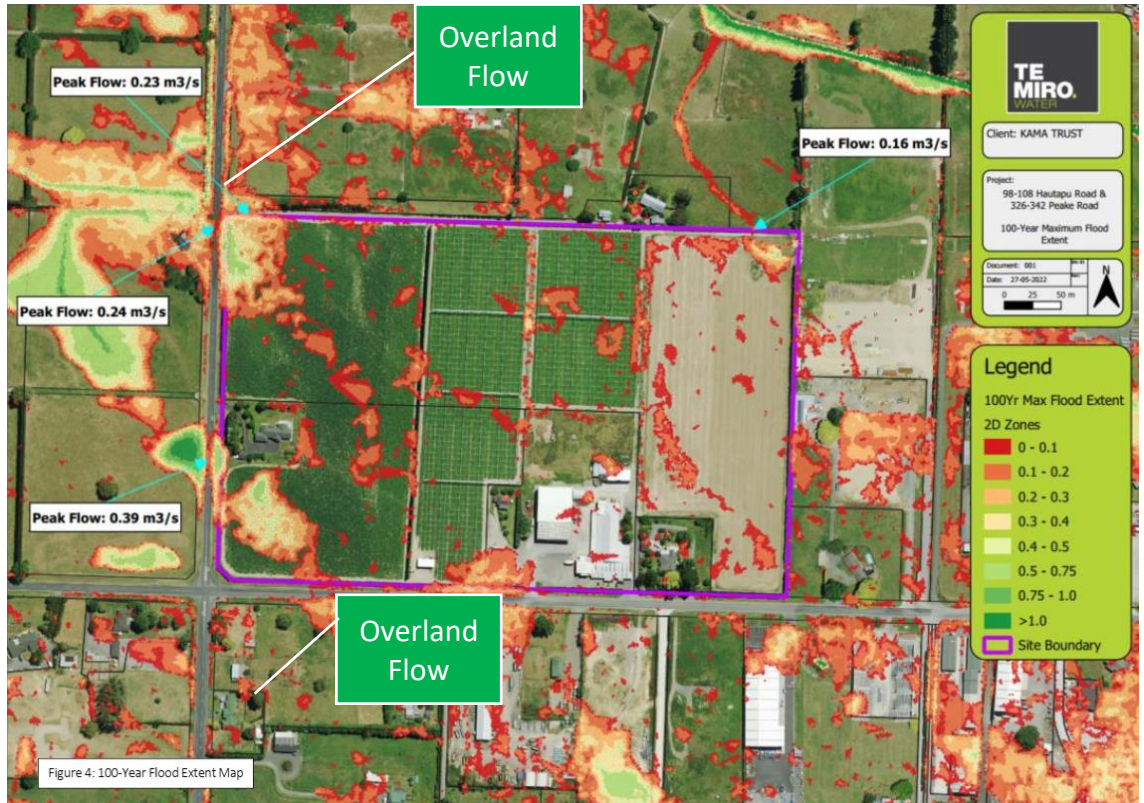 Overland
Flow
Peak Flow: 0.23 m3/s
Peak Flow: 0.16 m3/s
Peak Flow: 0.24 m3/s
Peak Flow: 0.39 m3/s
Overland
Flow
Figure 4: 100-Year Flood Extent Map
TE
MIRO.
WATER
Client: KAMA TRUST
Project:
98-108 Hautapu Road &
326-342 Peake Road
100-Year Maximum Flood
Extent
Document: 001
Date: 27-05-2022
0 25 50 m
N
Legend
100Yr Max Flood Extent
2D Zones
0 - 0.1
0.1 - 0.2
0.2 - 0.3
0.3 - 0.4
0.4 - 0.5
0.5 - 0.75
0.75 - 1.0
>1.0
Site Boundary